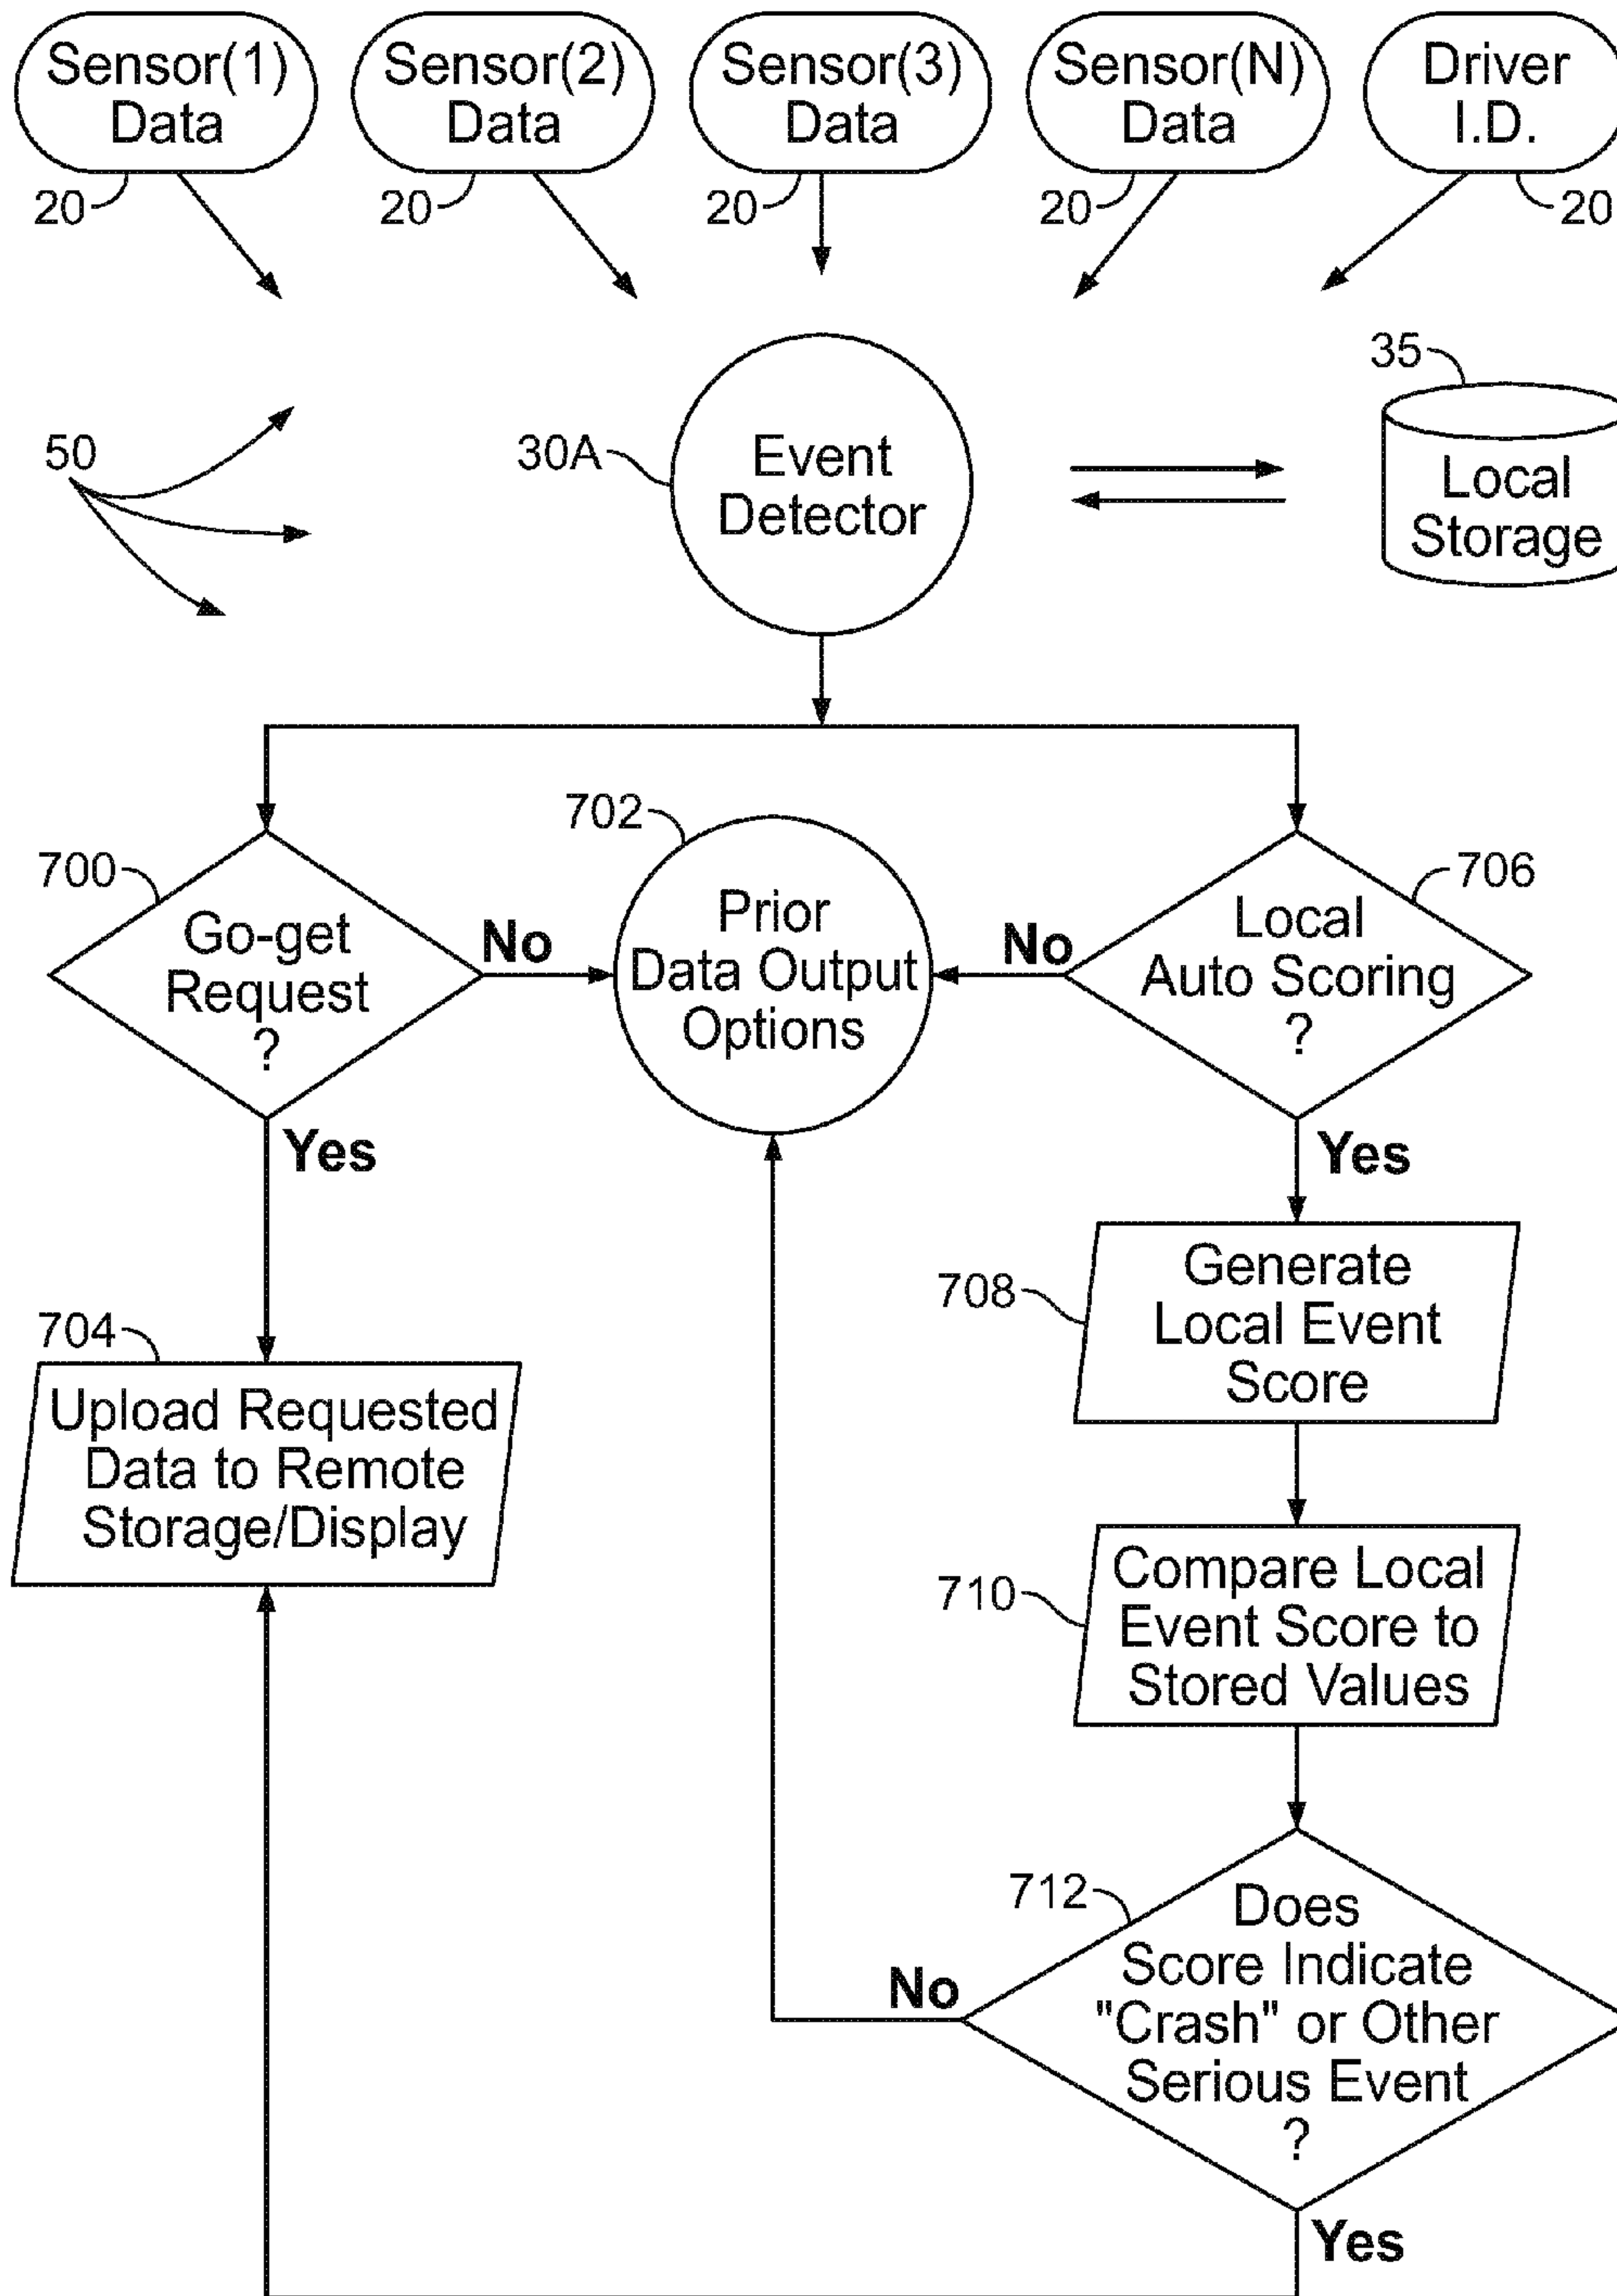 Sensor(1)
Data
Sensor(2)
Data
Sensor(3)
Data
Sensor(N)
Data
Driver
I.D.
20
20
20
20
20
50
30A
Event
Detector
35
Local
Storage
700
Go-get
Request
?
No
Yes
702
Prior
Data Output
Options
706
Local
Auto Scoring
?
No
Yes
704
Upload Requested
Data to Remote
Storage/Display
708
Generate
Local Event
Score
710
Compare Local
Event Score to
Stored Values
712
Does
Score Indicate
"Crash" or Other
Serious Event
?
No
Yes